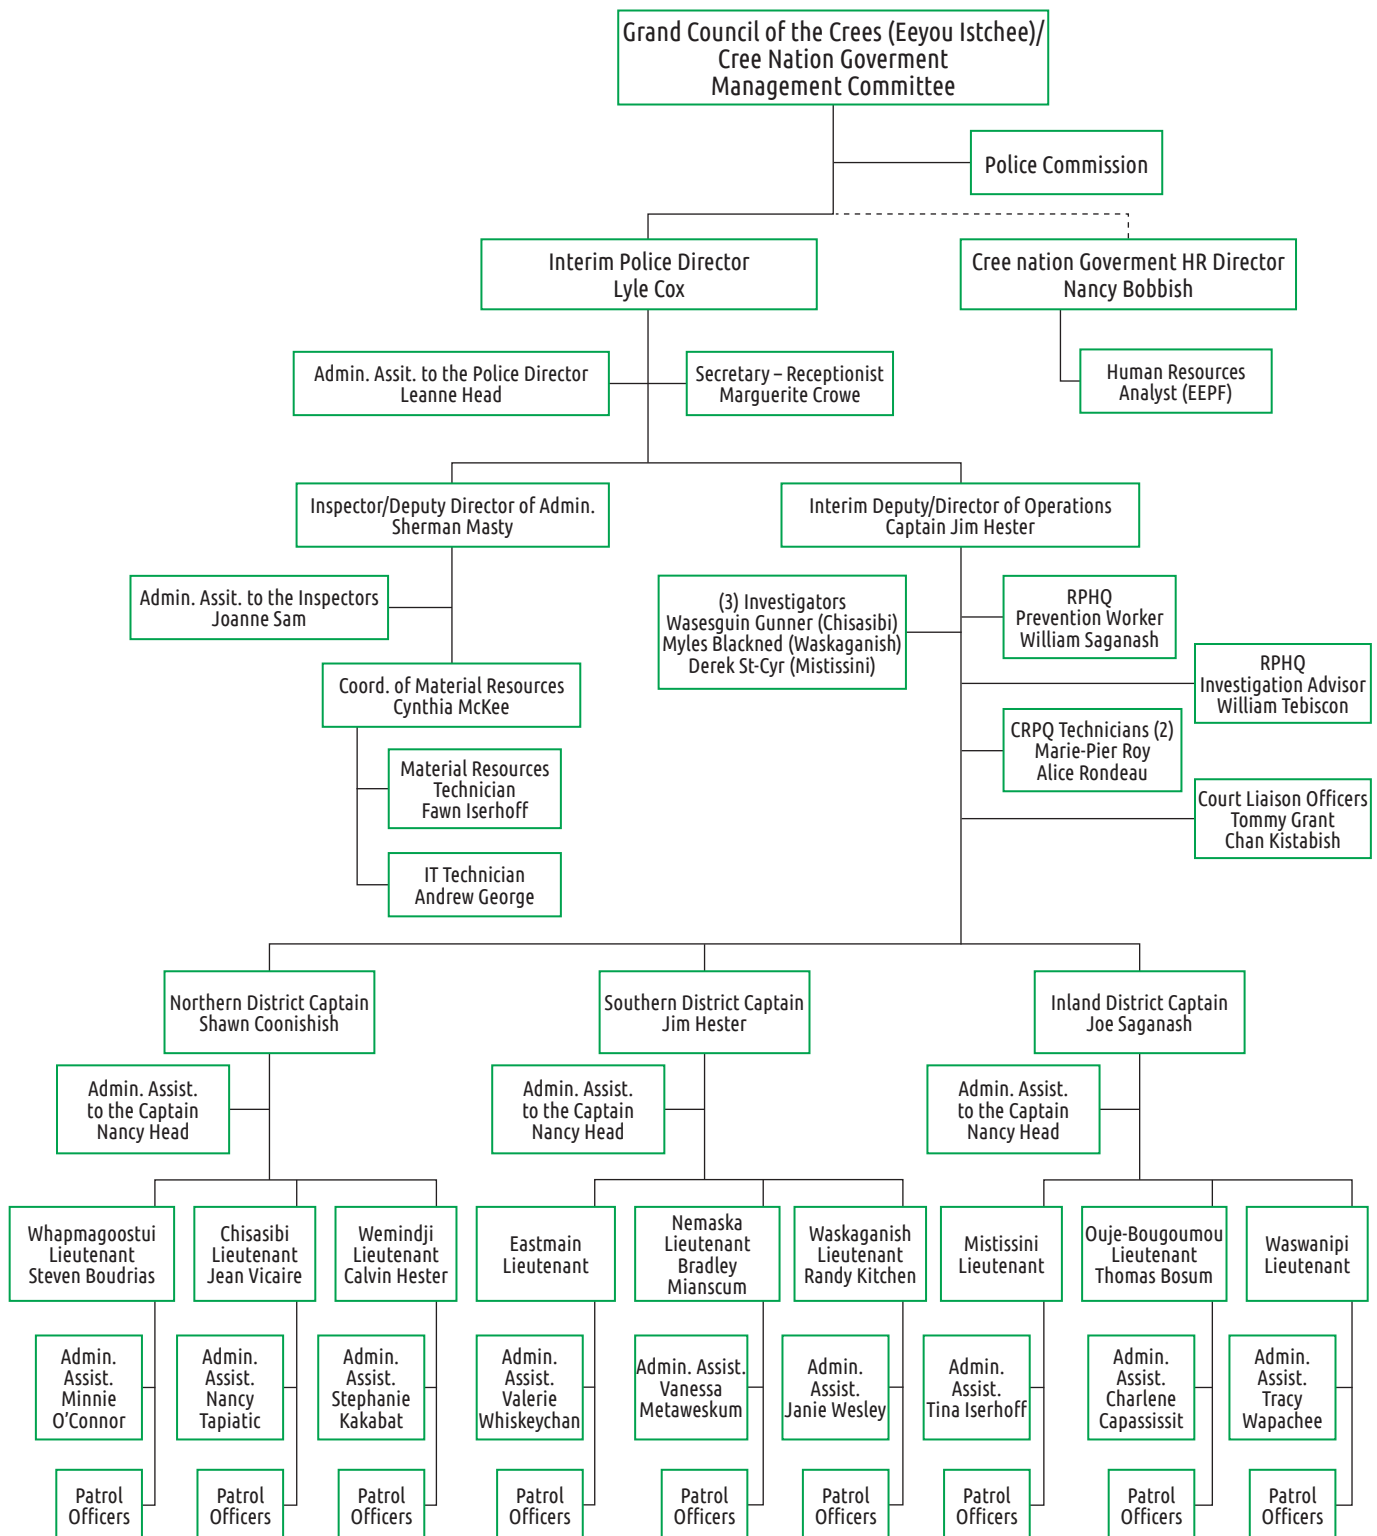 Grand Council of the Crees (Eeyou Istchee)/
Cree Nation Goverment
Management Committee
Police Commission
Interim Police Director
Lyle Cox
Cree nation Goverment HR Director
Nancy Bobbish
Admin. Assit. to the Police Director
Leanne Head
Secretary – Receptionist
Marguerite Crowe
Human Resources
Analyst (EEPF)
Inspector/Deputy Director of Admin.
Sherman Masty
Interim Deputy/Director of Operations
Captain Jim Hester
Admin. Assit. to the Inspectors
Joanne Sam
(3) Investigators
Wasesguin Gunner (Chisasibi)
Myles Blackned (Waskaganish)
Derek St-Cyr (Mistissini)
RPHQ
Prevention Worker
William Saganash
RPHQ
Investigation Advisor
William Tebiscon
Coord. of Material Resources
Cynthia McKee
CRPQ Technicians (2)
Marie-Pier Roy
Alice Rondeau
Material Resources
Technician
Fawn Iserhoff
Court Liaison Officers
Tommy Grant
Chan Kistabish
IT Technician
Andrew George
Northern District Captain
Shawn Coonishish
Southern District Captain
Jim Hester
Inland District Captain
Joe Saganash
Admin. Assist.
to the Captain
Nancy Head
Admin. Assist.
to the Captain
Nancy Head
Admin. Assist.
to the Captain
Nancy Head
Whapmagoostui
Lieutenant
Steven Boudrias
Chisasibi
Lieutenant
Jean Vicaire
Wemindji
Lieutenant
Calvin Hester
Eastmain
Lieutenant
Nemaska
Lieutenant
Bradley
Mianscum
Waskaganish
Lieutenant
Randy Kitchen
Mistissini
Lieutenant
Ouje-Bougoumou
Lieutenant
Thomas Bosum
Waswanipi
Lieutenant
Admin.
Assist.
Minnie
O’Connor
Admin.
Assist.
Nancy
Tapiatic
Admin.
Assist.
Stephanie
Kakabat
Admin.
Assist.
Valerie
Whiskeychan
Admin. Assist.
Vanessa
Metaweskum
Admin.
Assist.
Janie Wesley
Admin.
Assist.
Tina Iserhoff
Admin.
Assist.
Charlene
Capassissit
Admin.
Assist.
Tracy
Wapachee
Patrol
Officers
Patrol
Officers
Patrol
Officers
Patrol
Officers
Patrol
Officers
Patrol
Officers
Patrol
Officers
Patrol
Officers
Patrol
Officers